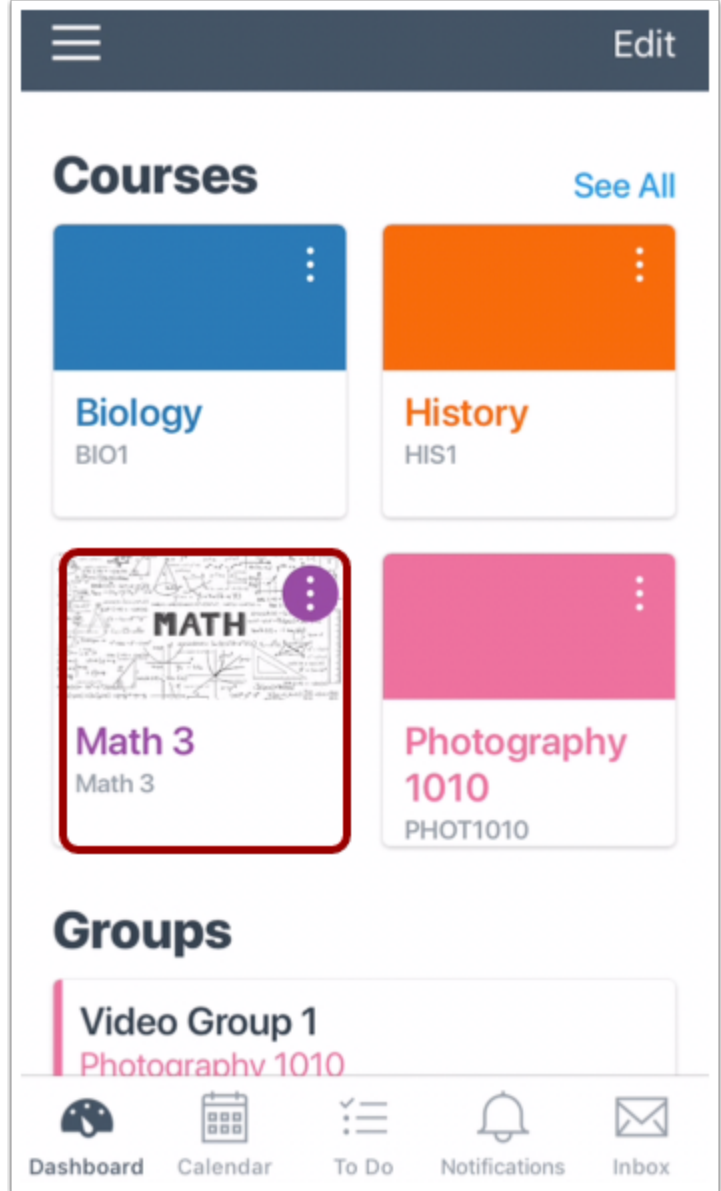 Edit
Courses
See All
Biology
BIO1
History
HIS1
MATH
Math 3
Math 3
Photography
1010
PHOT1010
Groups
Video Group 1
Photography 1010
Dashboard
Calendar
To Do
Notifications
Inbox